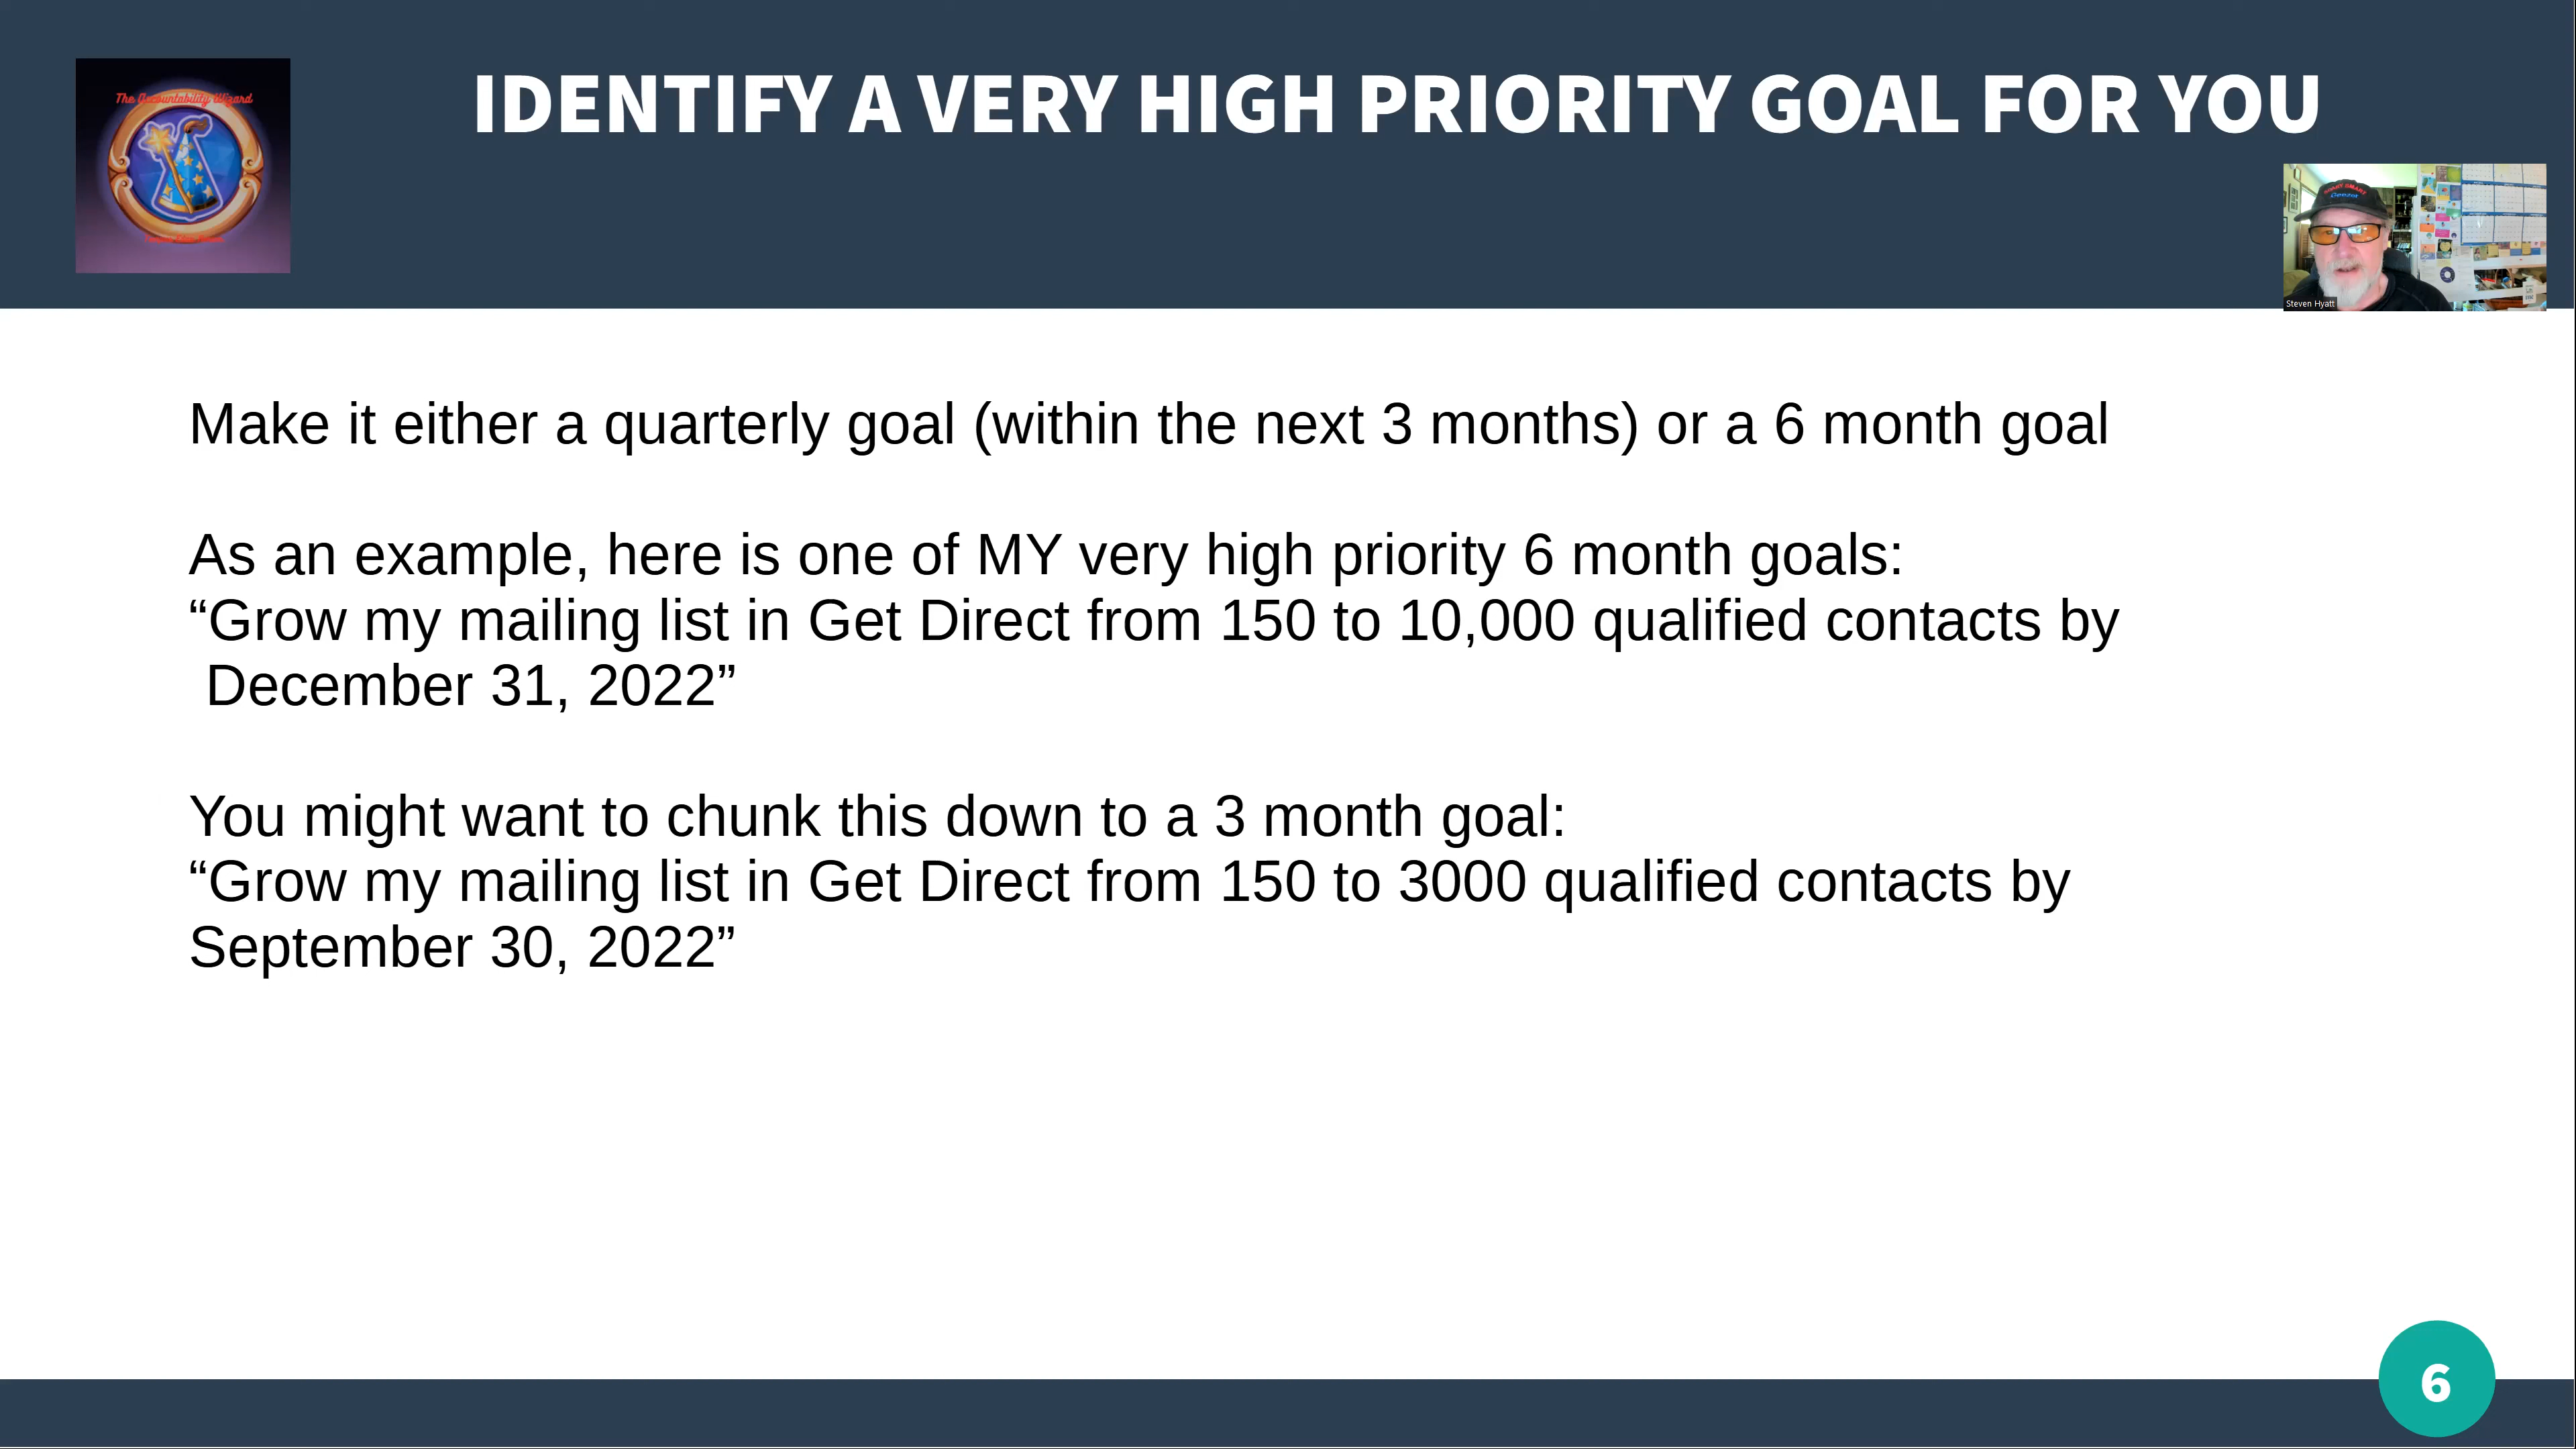 The Accountability Wizard
IDENTIFY A VERY HIGH PRIORITY GOAL FOR YOU
Steven Hyatt
Make it either a quarterly goal (within the next 3 months) or a 6 month goal
As an example, here is one of MY very high priority 6 month goals:
“Grow my mailing list in Get Direct from 150 to 10,000 qualified contacts by
December 31, 2022”
You might want to chunk this down to a 3 month goal:
“Grow my mailing list in Get Direct from 150 to 3000 qualified contacts by
September 30, 2022”
6